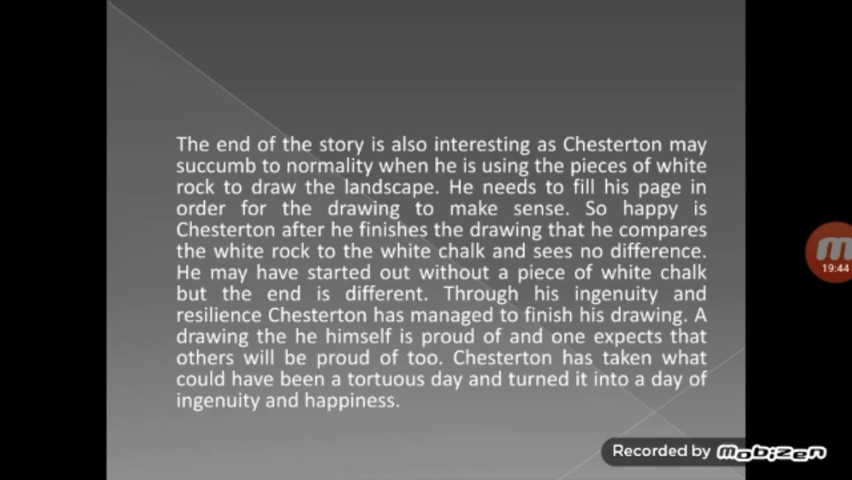 The end of the story is also interesting as Chesterton may
succumb to normality when he is using the pieces of white
rock to draw the landscape. He needs to fill his page in
order for the drawing to make sense. So happy is
Chesterton after he finishes the drawing that he compares
the white rock to the white chalk and sees no difference.
He may have started out without a piece of white chalk
but the end is different. Through his ingenuity and
resilience Chesterton has managed to finish his drawing. A
drawing the he himself is proud of and one expects that
others will be proud of too. Chesterton has taken what
could have been a tortuous day and turned it into a day of
ingenuity and happiness.
19:44
Recorded by mobizen